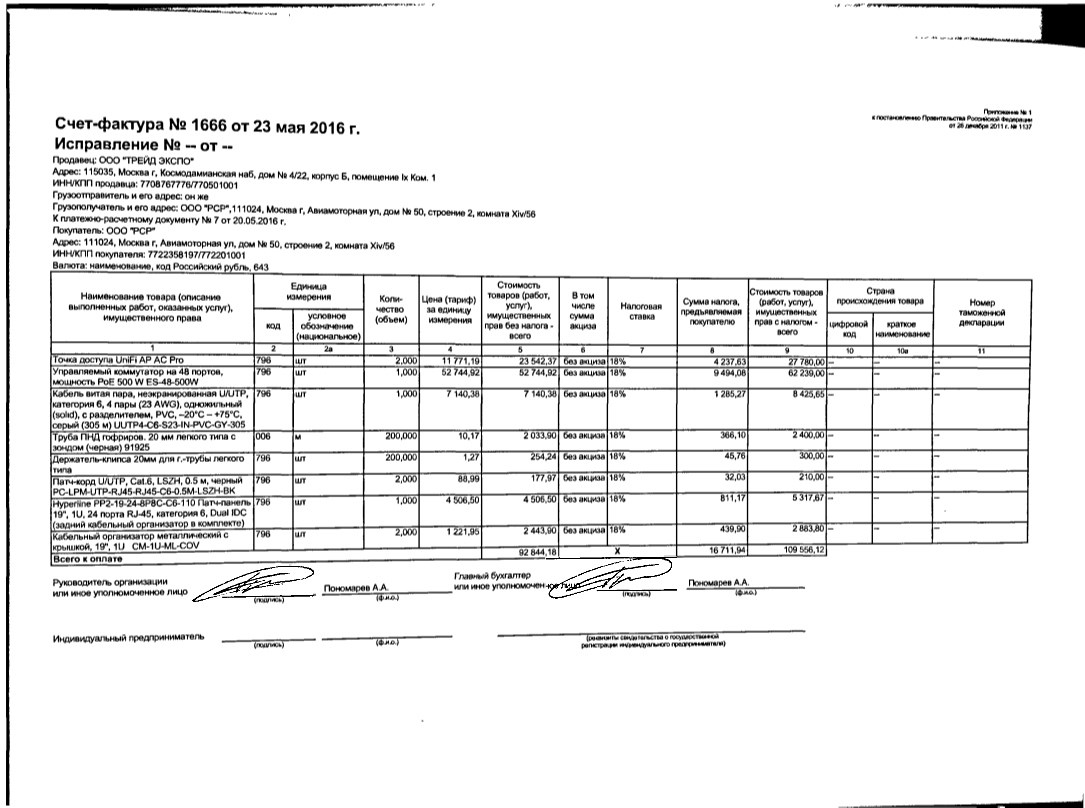 Приложение № 1
к постановлению Правительства Российской Федерации
от 26 декабря 2011 г. № 1137
Счет-фактура № 1666 от 23 мая 2016 г.
Исправление № -- от --
Продавец: ООО "ТРЕЙД ЭКСПО"
Адрес: 115035, Москва г, Космодамианская наб, дом № 4/22, корпус Б, помещение Ix Ком. 1
ИНН/КПП продавца: 7708767776/770501001
Грузоотправитель и его адрес: он же
Грузополучатель и его адрес: ООО "РСР",111024, Москва г, Авиамоторная ул, дом № 50, строение 2, комната Xiv/56
К платежно-расчетному документу № 7 от 20.05.2016 г.
Покупатель: ООО "РСР"
Адрес: 111024, Москва г, Авиамоторная ул, дом № 50, строение 2, комната Xiv/56
ИНН/КПП покупателя: 7722358197/772201001
Валюта: наименование, код Российский рубль, 643
Наименование товара (описание выполненных работ, оказанных услуг), имущественного права
Единица измерения
код
условное обозначение (национальное)
Коли-чество (объем)
Цена (тариф) за единицу измерения
Стоимость товаров (работ, услуг), имущественных прав без налога - всего
В том числе сумма акциза
Налоговая ставка
Сумма налога, предъявляемая покупателю
Стоимость товаров (работ, услуг), имущественных прав с налогом - всего
Страна происхождения товара
цифровой код
краткое наименование
Номер таможенной декларации
1 2 2а 3 4 5 6 7 8 9 10 10а 11
Точка доступа UniFi AP AC Pro 796 шт 2,000 11 771,19 23 542,37 без акциза 18% 4 237,63 27 780,00 -- -- --
Управляемый коммутатор на 48 портов, 796 шт 1,000 52 744,92 52 744,92 без акциза 18% 9 494,08 62 239,00 -- -- --
мощность PoE 500 W ES-48-500W
Кабель витая пара, неэкранированная U/UTP, 796 шт 1,000 7 140,38 7 140,38 без акциза 18% 1 285,27 8 425,65 -- -- --
категория 6, 4 пары (23 AWG), одножильный
(solid), с разделителем, PVC, –20°C – +75°C,
серый (305 м) UUTP4-C6-S23-IN-PVC-GY-305
Труба ПНД гофриров. 20 мм легкого типа с 006 м 200,000 10,17 2 033,90 без акциза 18% 366,10 2 400,00 -- -- --
зондом (черная) 91925
Держатель-клипса 20мм для г.-трубы легкого 796 шт 200,000 1,27 254,24 без акциза 18% 45,76 300,00 -- -- --
типа
Патч-корд U/UTP, Cat.6, LSZH, 0.5 м, черный 796 шт 2,000 88,99 177,97 без акциза 18% 32,03 210,00 -- -- --
PC-LPM-UTP-RJ45-RJ45-C6-0.5M-LSZH-BK
Hyperline PP2-19-24-8P8C-C6-110 Патч-панель 796 шт 1,000 4 506,50 4 506,50 без акциза 18% 811,17 5 317,67 -- -- --
19", 1U, 24 порта RJ-45, категория 6, Dual IDC
(задний кабельный организатор в комплекте)
Кабельный организатор металлический с 796 шт 2,000 1 221,95 2 443,90 без акциза 18% 439,90 2 883,80 -- -- --
крышкой, 19", 1U CM-1U-ML-COV
Всего к оплате 92 844,18 X 16 711,94 109 556,12
Руководитель организации
или иное уполномоченное лицо
Пономарев А.А.
(подпись) (ф.и.о.)
Главный бухгалтер
или иное уполномоченное лицо
Пономарев А.А.
(подпись) (ф.и.о.)
Индивидуальный предприниматель
(подпись) (ф.и.о.)
(реквизиты свидетельства о государственной
регистрации индивидуального предпринимателя)